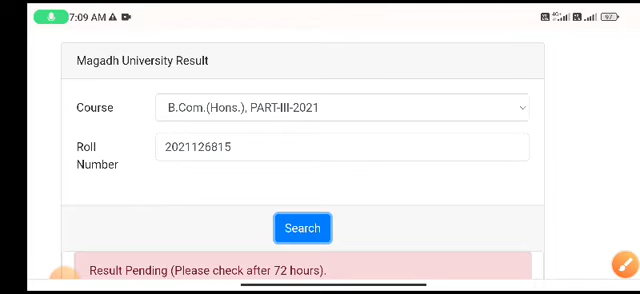 7:09 AM
Magadh University Result
Course
B.Com.(Hons.), PART-III-2021
Roll
Number
2021126815
Search
Result Pending (Please check after 72 hours).